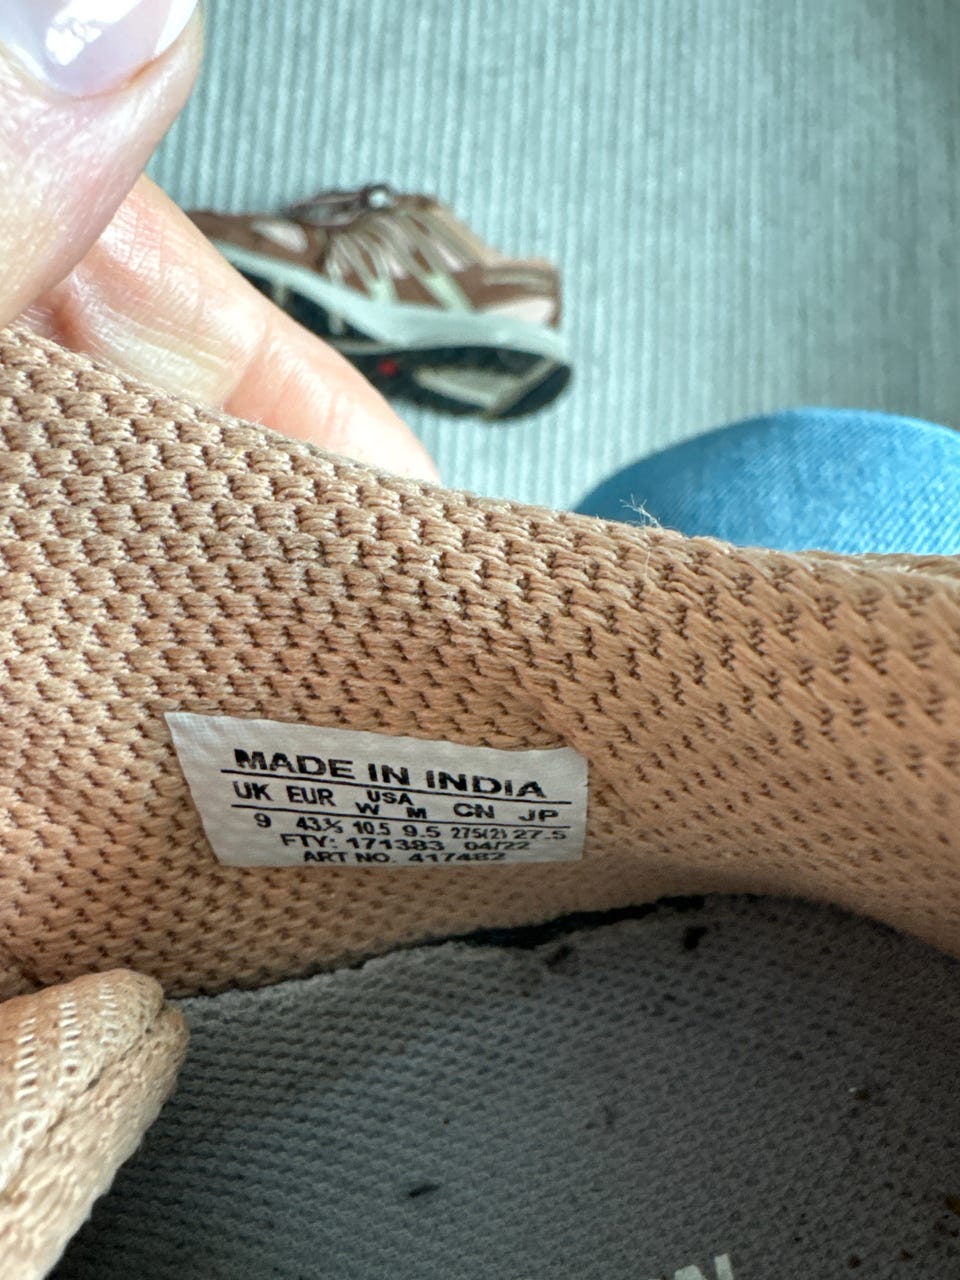 MADE IN INDIA
UK EUR USA CN JP
W M
9 43⅓ 10.5 9.5 275(2) 27.5
FTY: 171383 04/22
ART NO. 417482